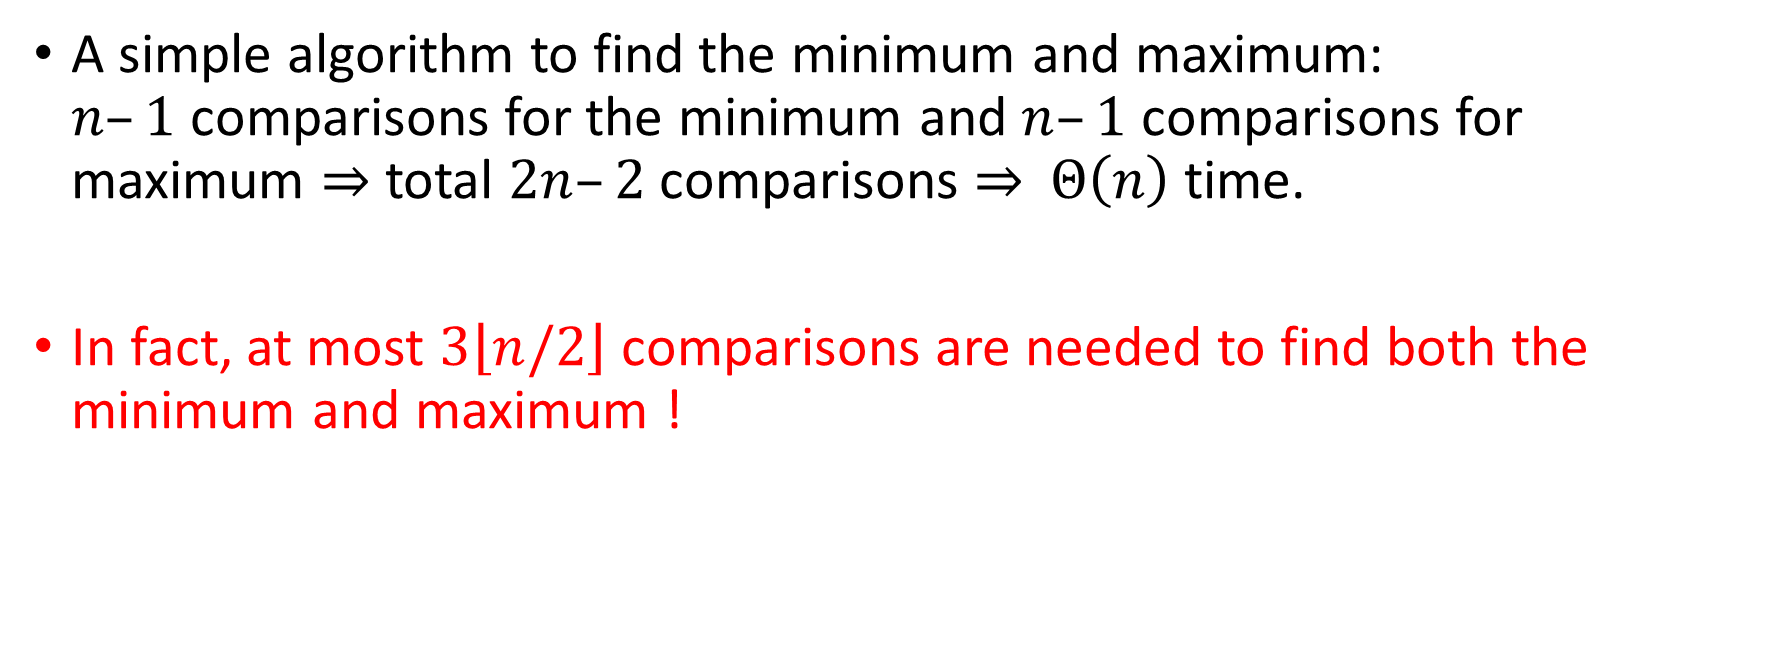 • A simple algorithm to find the minimum and maximum:
n– 1 comparisons for the minimum and n– 1 comparisons for
maximum ⇒ total 2n– 2 comparisons ⇒ Θ(n) time.
• In fact, at most 3⌊n/2⌋ comparisons are needed to find both the
minimum and maximum !